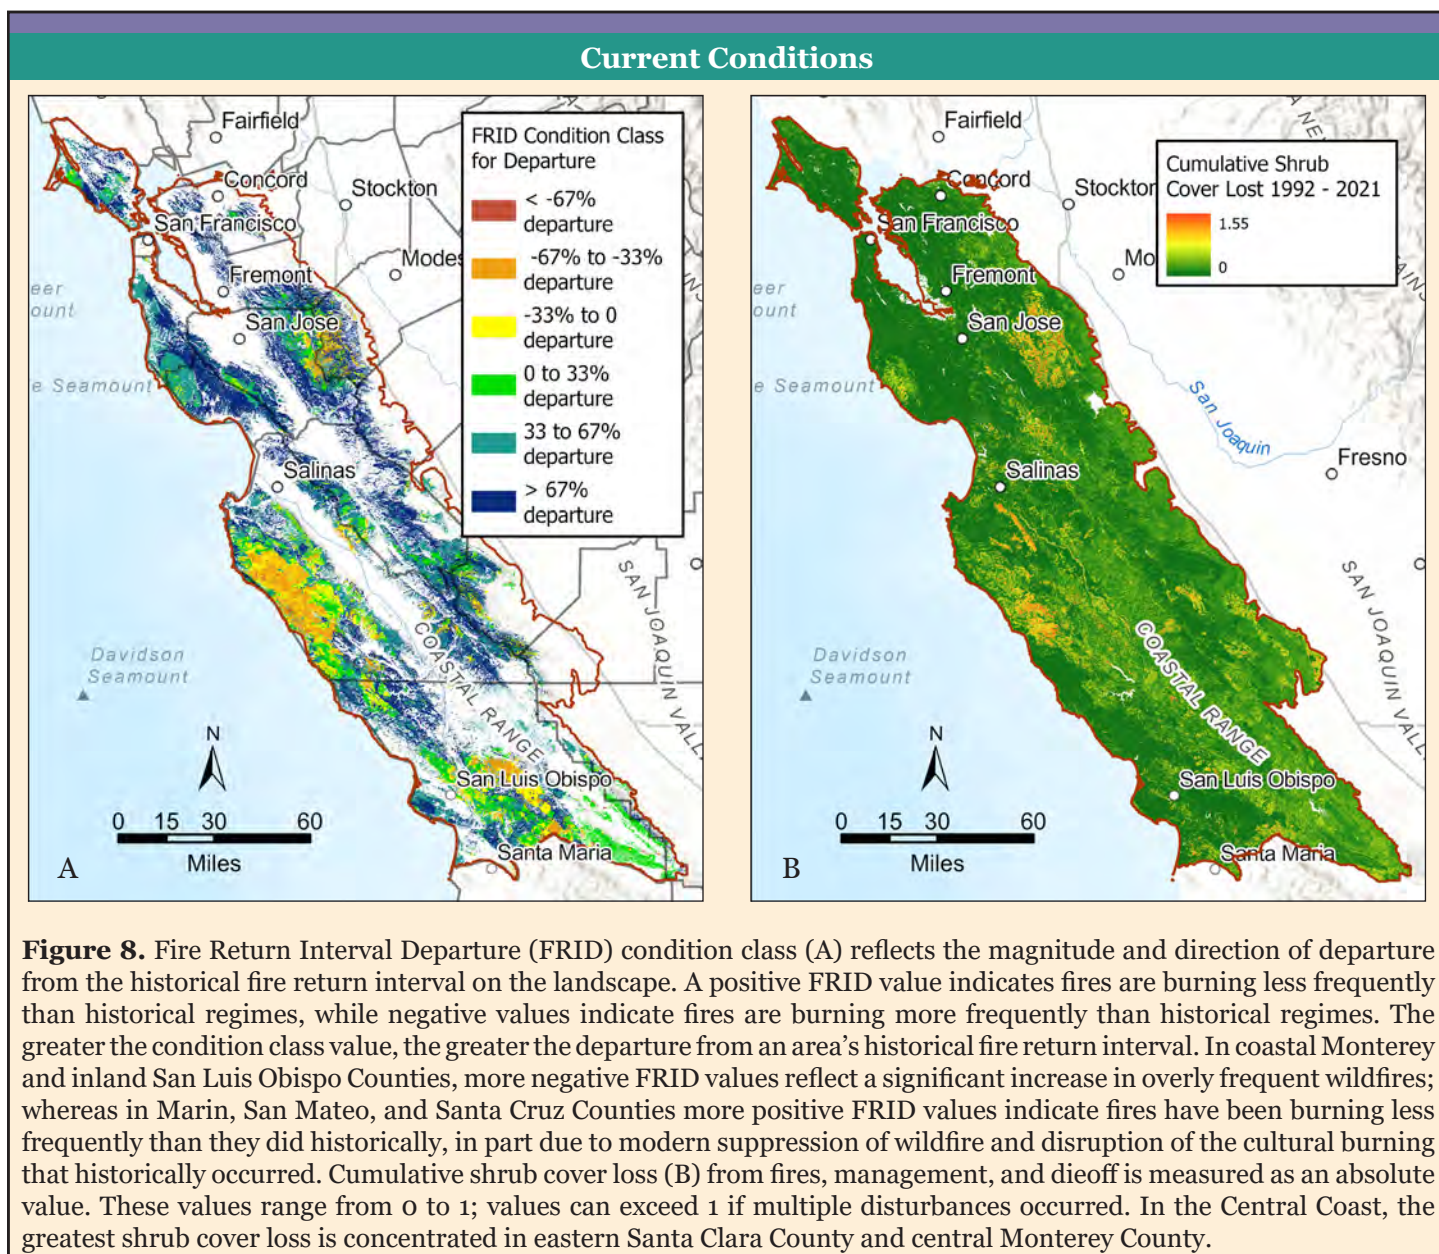 Current Conditions
Fairfield
Concord
Stockton
San Francisco
Modes
Fremont
San Jose
eer
ount
e Seamount
Salinas
Davidson
Seamount
COASTAL RANGE
SAN JOAQUIN VALL
San Luis Obispo
Santa Maria
N
0 15 30 60
Miles
A
FRID Condition Class
for Departure
< -67%
departure
-67% to -33%
departure
-33% to 0
departure
0 to 33%
departure
33 to 67%
departure
> 67%
departure
Fairfield
Concord
Stocktor
San Francisco
Mo
Fremont
San Jose
eer
ount
e Seamount
San Joaquin
Fresno
Salinas
Davidson
Seamount
COASTAL RANGE
SAN JOAQUIN VALL
San Luis Obispo
Santa Maria
N
0 15 30 60
Miles
B
Cumulative Shrub
Cover Lost 1992 - 2021
1.55
0
Figure 8. Fire Return Interval Departure (FRID) condition class (A) reflects the magnitude and direction of departure
from the historical fire return interval on the landscape. A positive FRID value indicates fires are burning less frequently
than historical regimes, while negative values indicate fires are burning more frequently than historical regimes. The
greater the condition class value, the greater the departure from an area's historical fire return interval. In coastal Monterey
and inland San Luis Obispo Counties, more negative FRID values reflect a significant increase in overly frequent wildfires;
whereas in Marin, San Mateo, and Santa Cruz Counties more positive FRID values indicate fires have been burning less
frequently than they did historically, in part due to modern suppression of wildfire and disruption of the cultural burning
that historically occurred. Cumulative shrub cover loss (B) from fires, management, and dieoff is measured as an absolute
value. These values range from 0 to 1; values can exceed 1 if multiple disturbances occurred. In the Central Coast, the
greatest shrub cover loss is concentrated in eastern Santa Clara County and central Monterey County.